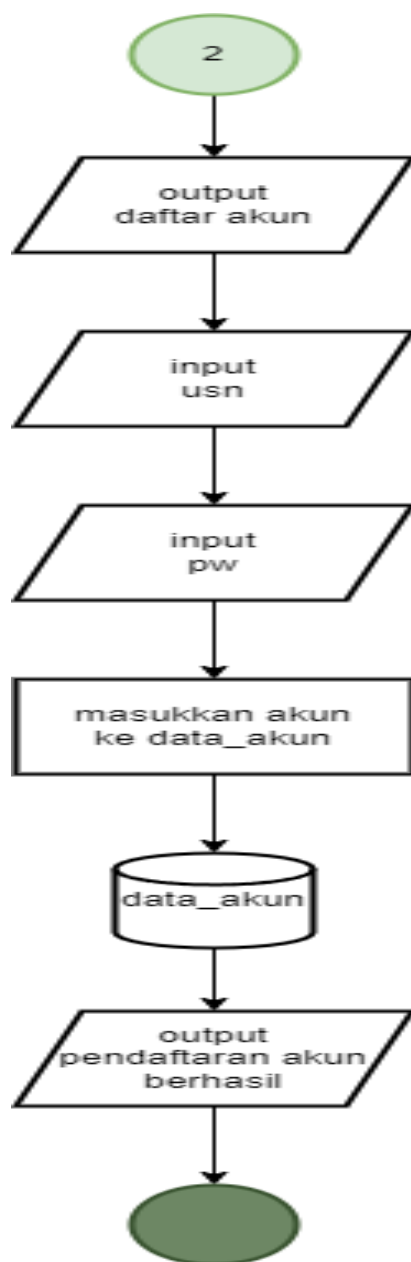 2
output
daftar akun
input
usn
input
pw
masukkan akun
ke data_akun
data_akun
output
pendaftaran akun
berhasil